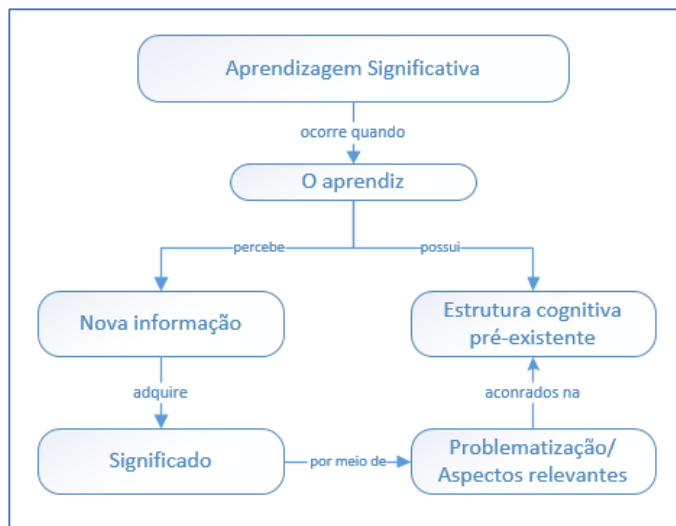 Aprendizagem Significativa
ocorre quando
O aprendiz
percebe
possui
Nova informação
Estrutura cognitiva
pré-existente
adquire
aconrados na
Significado
por meio de
Problematização/
Aspectos relevantes